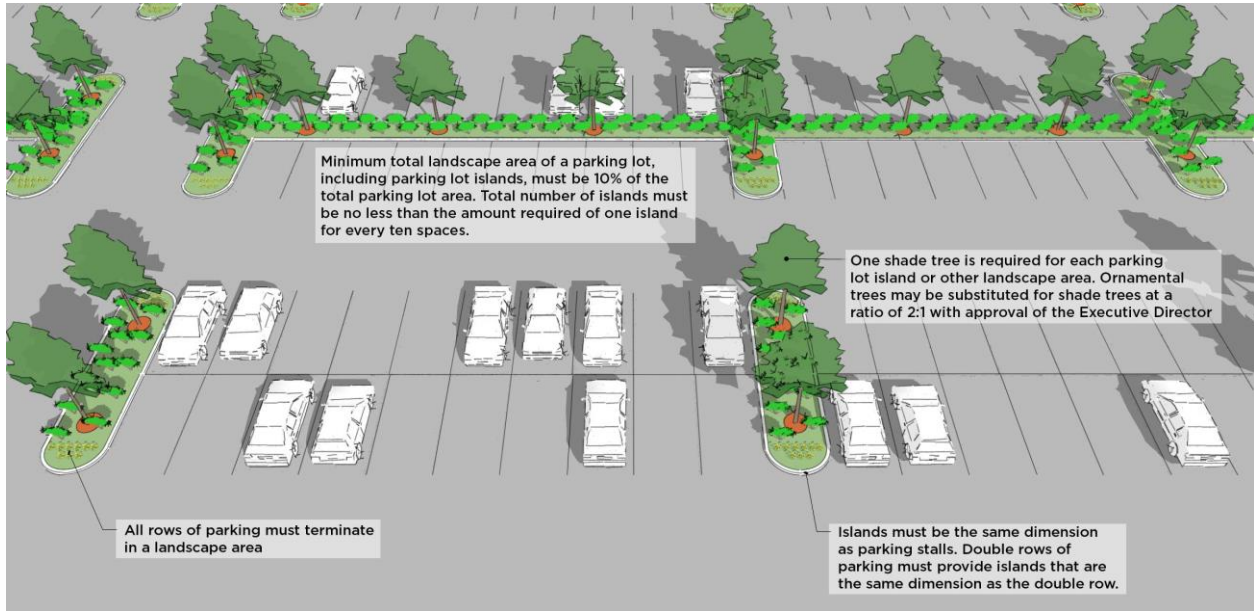 Minimum total landscape area of a parking lot,
including parking lot islands, must be 10% of the
total parking lot area. Total number of islands must
be no less than the amount required of one island
for every ten spaces.
One shade tree is required for each parking
lot island or other landscape area. Ornamental
trees may be substituted for shade trees at a
ratio of 2:1 with approval of the Executive Director
All rows of parking must terminate
in a landscape area
Islands must be the same dimension
as parking stalls. Double rows of
parking must provide islands that are
the same dimension as the double row.